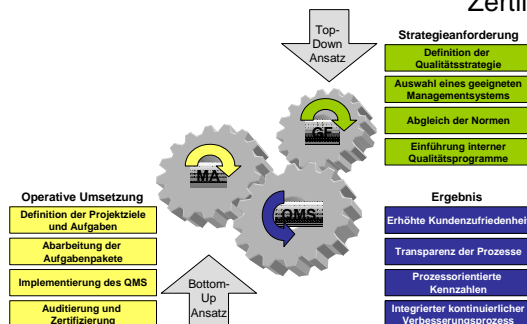 Zertifi
Top-
Down
Ansatz
Strategieanforderung
Definition der
Qualitätsstrategie
Auswahl eines geeigneten
Managementsystems
Abgleich der Normen
Einführung interner
Qualitätsprogramme
GF
MA
QMS
Operative Umsetzung
Definition der Projektziele
und Aufgaben
Abarbeitung der
Aufgabenpakete
Implementierung des QMS
Auditierung und
Zertifizierung
Bottom-
Up
Ansatz
Ergebnis
Erhöhte Kundenzufriedenheit
Transparenz der Prozesse
Prozessorientierte
Kennzahlen
Integrierter kontinuierlicher
Verbesserungsprozess